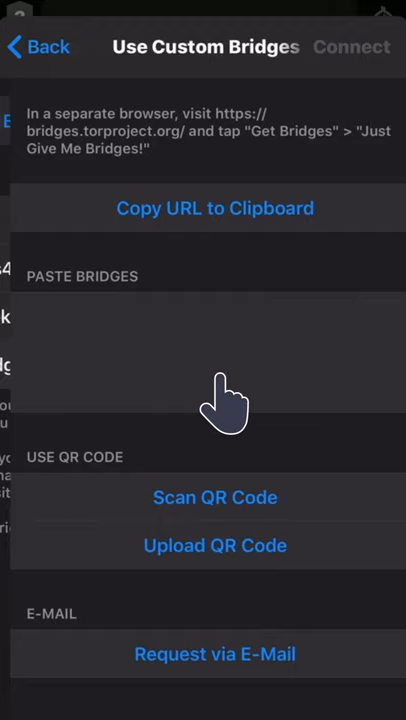 Back
Use Custom Bridges
Connect
In a separate browser, visit https://
bridges.torproject.org/ and tap "Get Bridges" > "Just
Give Me Bridges!"
Copy URL to Clipboard
PASTE BRIDGES
USE QR CODE
Scan QR Code
Upload QR Code
E-MAIL
Request via E-Mail